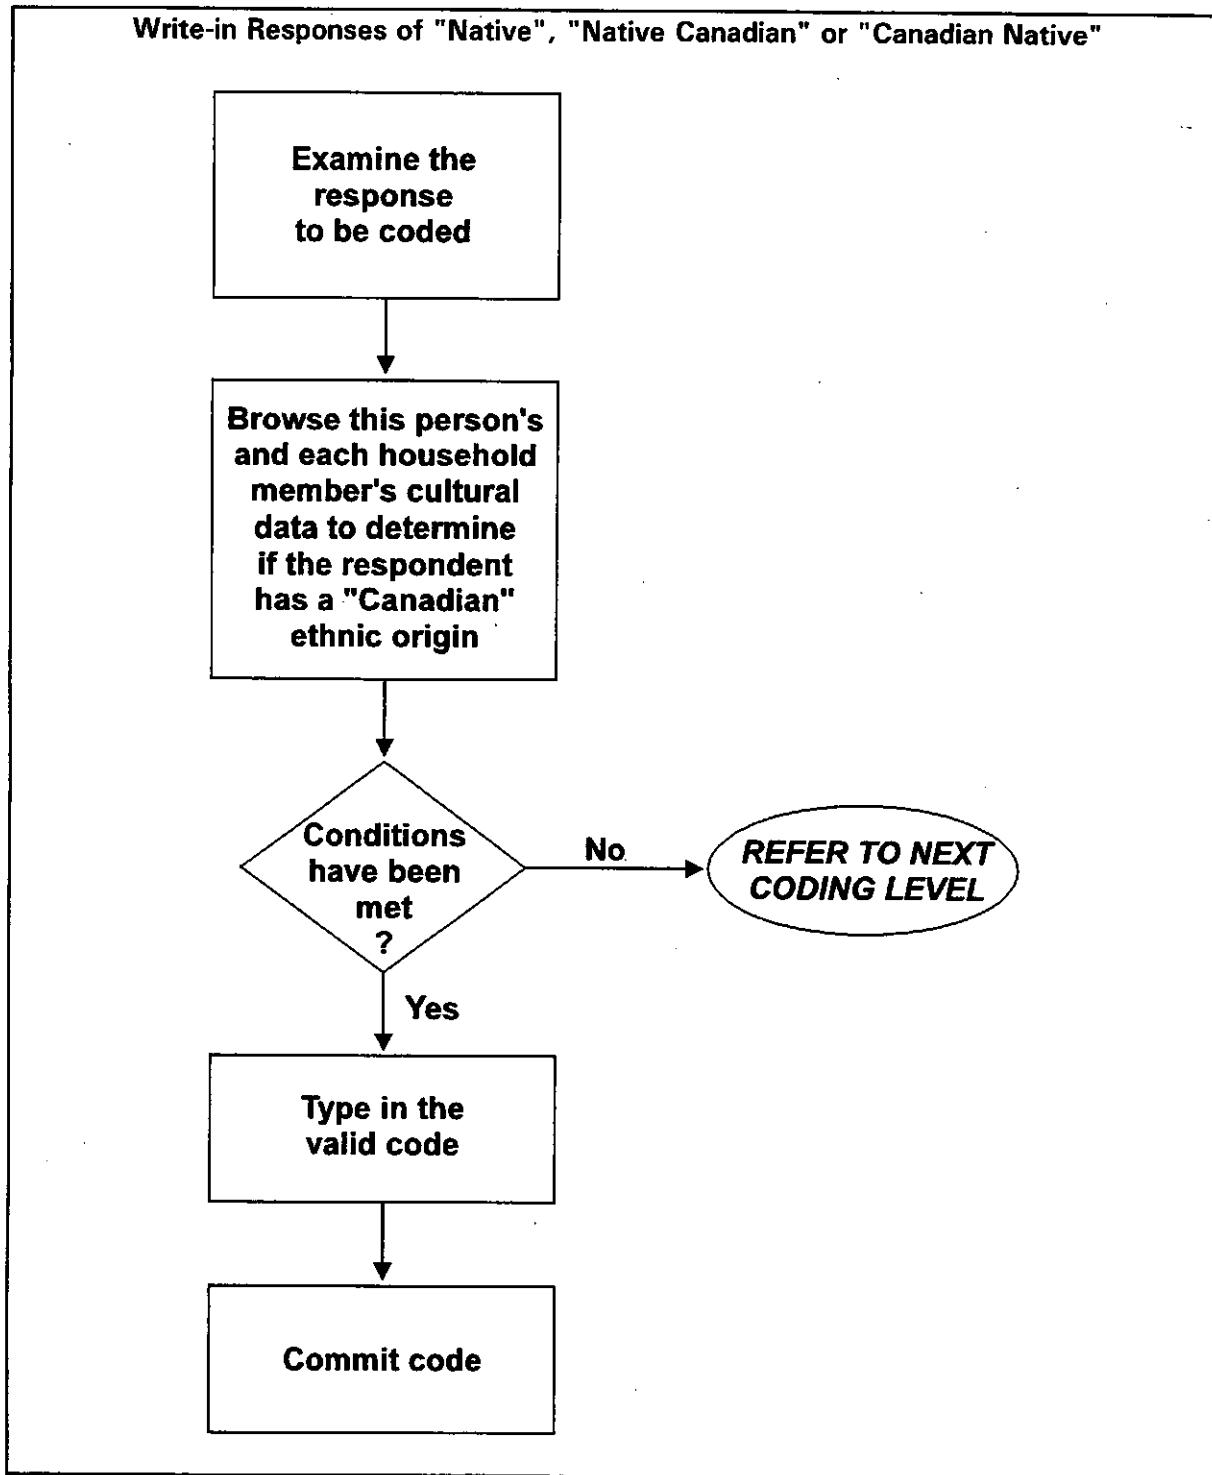 Write-in Responses of "Native", "Native Canadian" or "Canadian Native"
Examine the
response
to be coded
Browse this person's
and each household
member's cultural
data to determine
if the respondent
has a "Canadian"
ethnic origin
Conditions
have been
met
?
No
REFER TO NEXT
CODING LEVEL
Yes
Type in the
valid code
Commit code